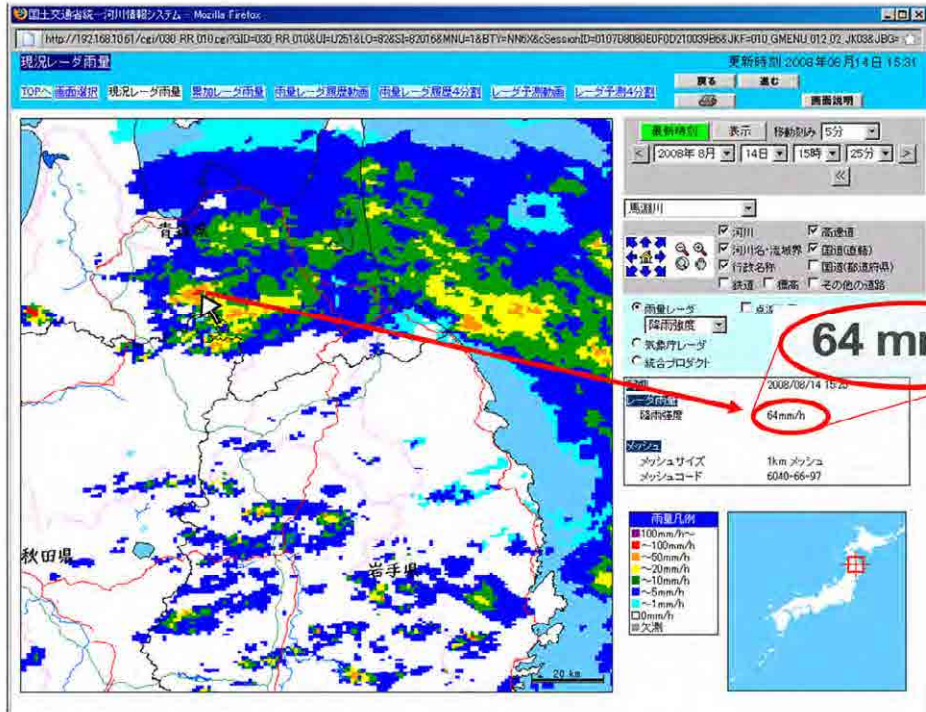 国土交通省統一河川情報システム - Mozilla Firefox
現況レーダ雨量
更新時刻 2008年08月14日 15:31
TOPへ 画面選択 現況レーダ雨量 累加レーダ雨量 雨量レーダ履歴動画 雨量レーダ履歴4分割 レーダ予測動画 レーダ予測4分割
戻る 進む
画面説明
最新時刻 表示 移動刻み 5分
< 2008年 8月 14日 15時 25分 >
≪
馬淵川
河川 高速道
河川名・流域界 国道(直轄)
行政名称 国道(都道府県)
鉄道 標高 その他の道路
雨量レーダ
降雨強度
気象庁レーダ
統合プロダクト
64 mm
2008/08/14 15:25
レーダ雨量
降雨強度 64mm/h
メッシュ
メッシュサイズ 1km メッシュ
メッシュコード 6040-66-97
青森県
秋田県
岩手県
20 km
雨量凡例
100mm/h～
～100mm/h
～50mm/h
～20mm/h
～10mm/h
～5mm/h
～1mm/h
0mm/h
欠測